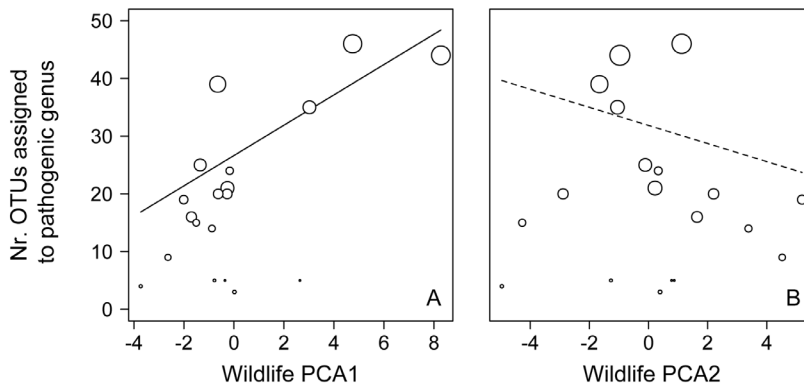 Nr. OTUs assigned
to pathogenic genus
50
40
30
20
10
0
-4 -2 0 2 4 6 8
A
Wildlife PCA1
-4 -2 0 2 4
B
Wildlife PCA2